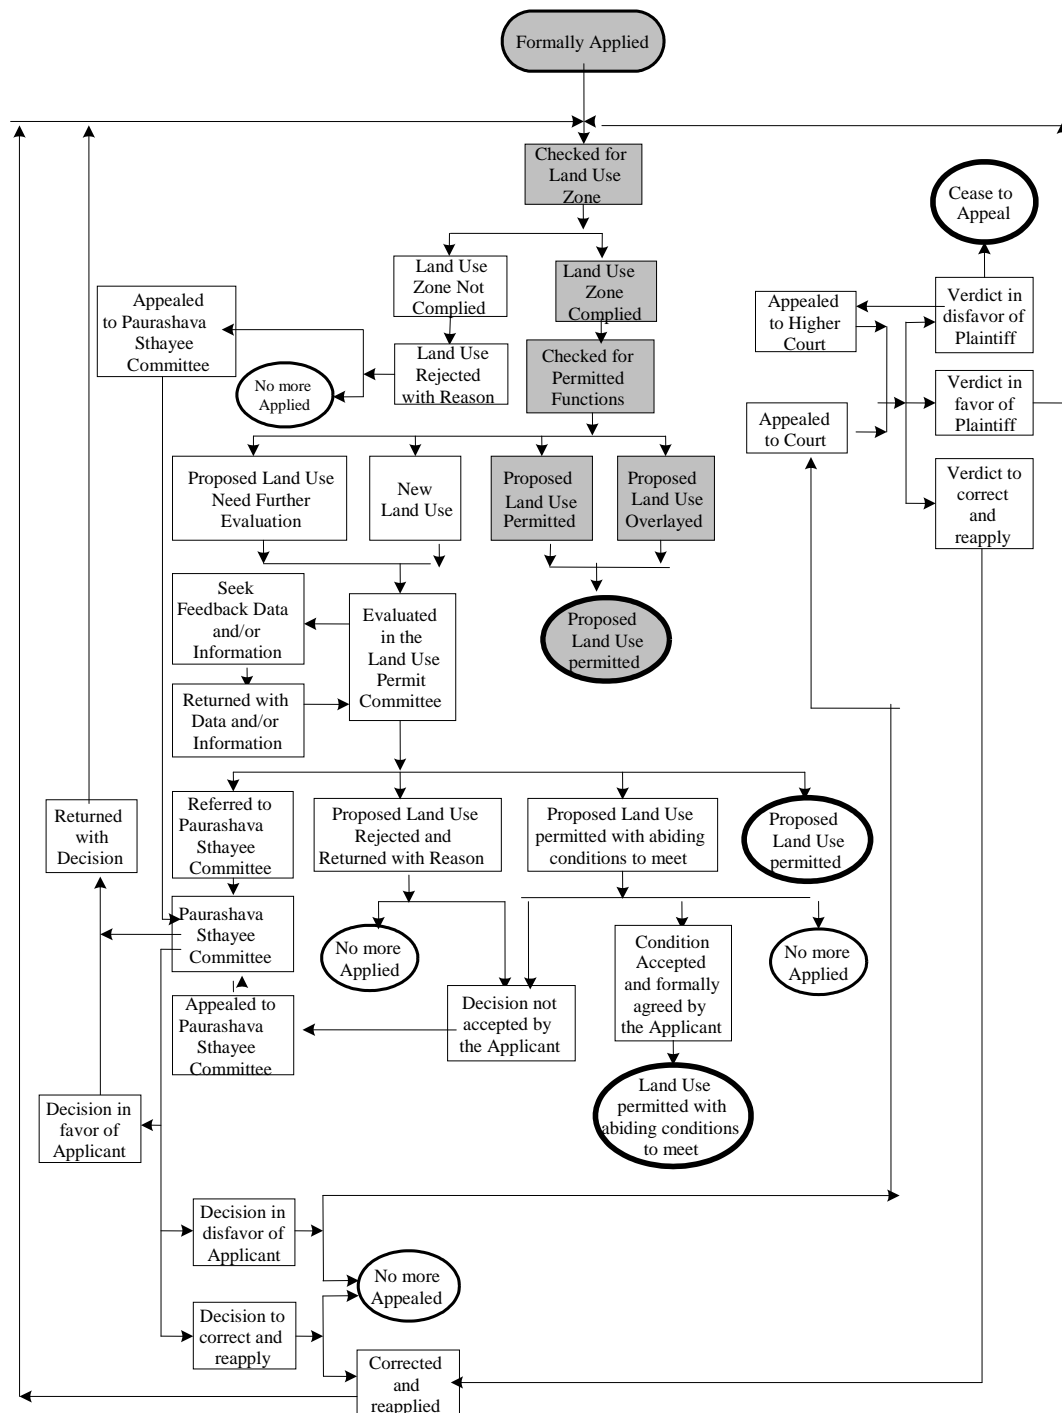 Formally Applied
Checked for
Land Use
Zone
Cease to
Appeal
Land Use
Zone Not
Complied
Land Use
Zone
Complied
Appealed
to Paurashava
Sthayee
Committee
Appealed
to Higher
Court
Verdict in
disfavor of
Plaintiff
Land Use
Rejected
with Reason
Checked for
Permitted
Functions
No more
Applied
Verdict in
favor of
Plaintiff
Appealed
to Court
Proposed Land Use
Need Further
Evaluation
New
Land Use
Proposed
Land Use
Permitted
Proposed
Land Use
Overlayed
Verdict to
correct
and
reapply
Seek
Feedback Data
and/or
Information
Evaluated
in the
Land Use
Permit
Committee
Proposed
Land Use
permitted
Returned with
Data and/or
Information
Returned
with
Decision
Referred to
Paurashava
Sthayee
Committee
Proposed Land Use
Rejected and
Returned with Reason
Proposed Land Use
permitted with abiding
conditions to meet
Proposed
Land Use
permitted
Paurashava
Sthayee
Committee
No more
Applied
Condition
Accepted
and formally
agreed by
the Applicant
No more
Applied
Appealed to
Paurashava
Sthayee
Committee
Decision not
accepted by
the Applicant
Land Use
permitted with
abiding conditions
to meet
Decision in
favor of
Applicant
Decision in
disfavor of
Applicant
No more
Appealed
Decision to
correct and
reapply
Corrected
and
reapplied